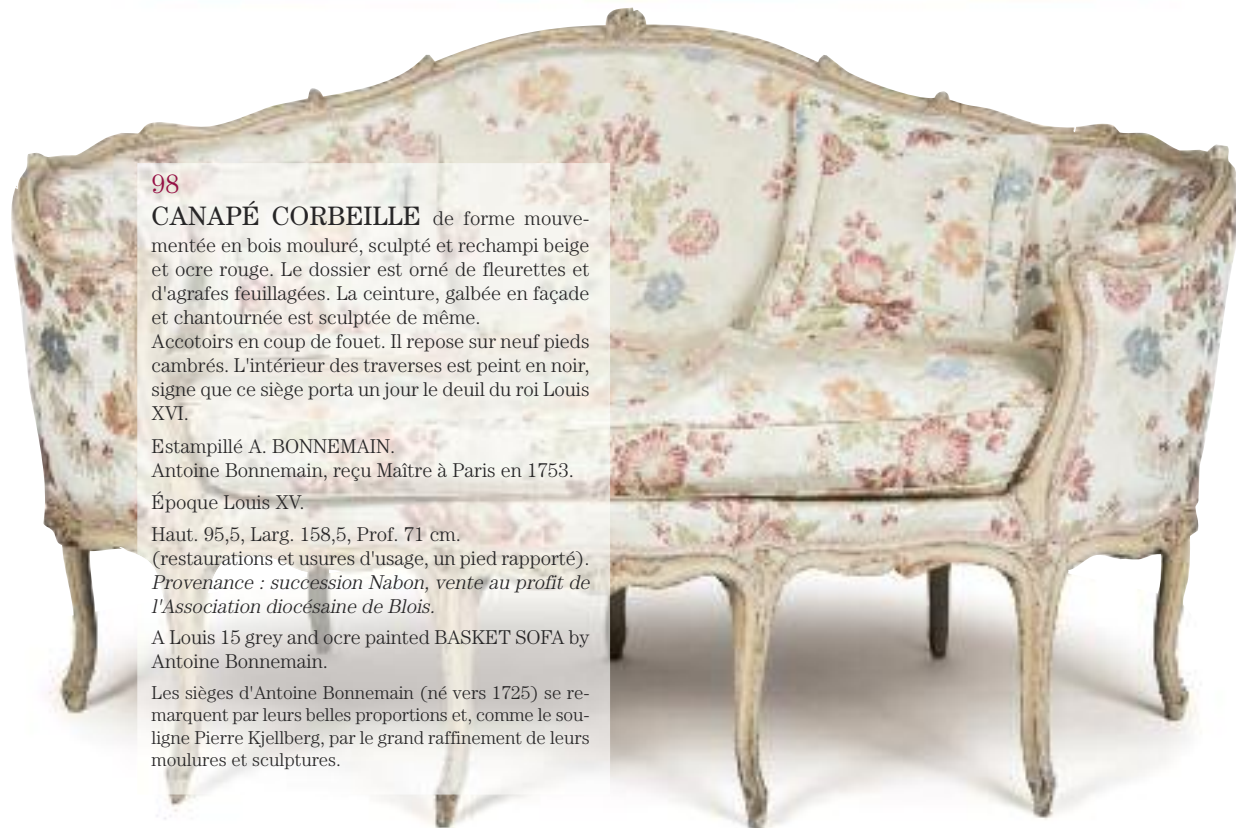 98
CANAPÉ CORBEILLE de forme mouve-
mentée en bois mouluré, sculpté et rechampi beige
et ocre rouge. Le dossier est orné de fleurettes et
d'agrafes feuillagées. La ceinture, galbée en façade
et chantournée est sculptée de même.
Accotoirs en coup de fouet. Il repose sur neuf pieds
cambrés. L'intérieur des traverses est peint en noir,
signe que ce siège porta un jour le deuil du roi Louis
XVI.
Estampillé A. BONNEMAIN.
Antoine Bonnemain, reçu Maître à Paris en 1753.
Époque Louis XV.
Haut. 95,5, Larg. 158,5, Prof. 71 cm.
(restaurations et usures d'usage, un pied rapporté).
Provenance : succession Nabon, vente au profit de
l'Association diocésaine de Blois.
A Louis 15 grey and ocre painted BASKET SOFA by
Antoine Bonnemain.
Les sièges d'Antoine Bonnemain (né vers 1725) se re-
marquent par leurs belles proportions et, comme le sou-
ligne Pierre Kjellberg, par le grand raffinement de leurs
moulures et sculptures.